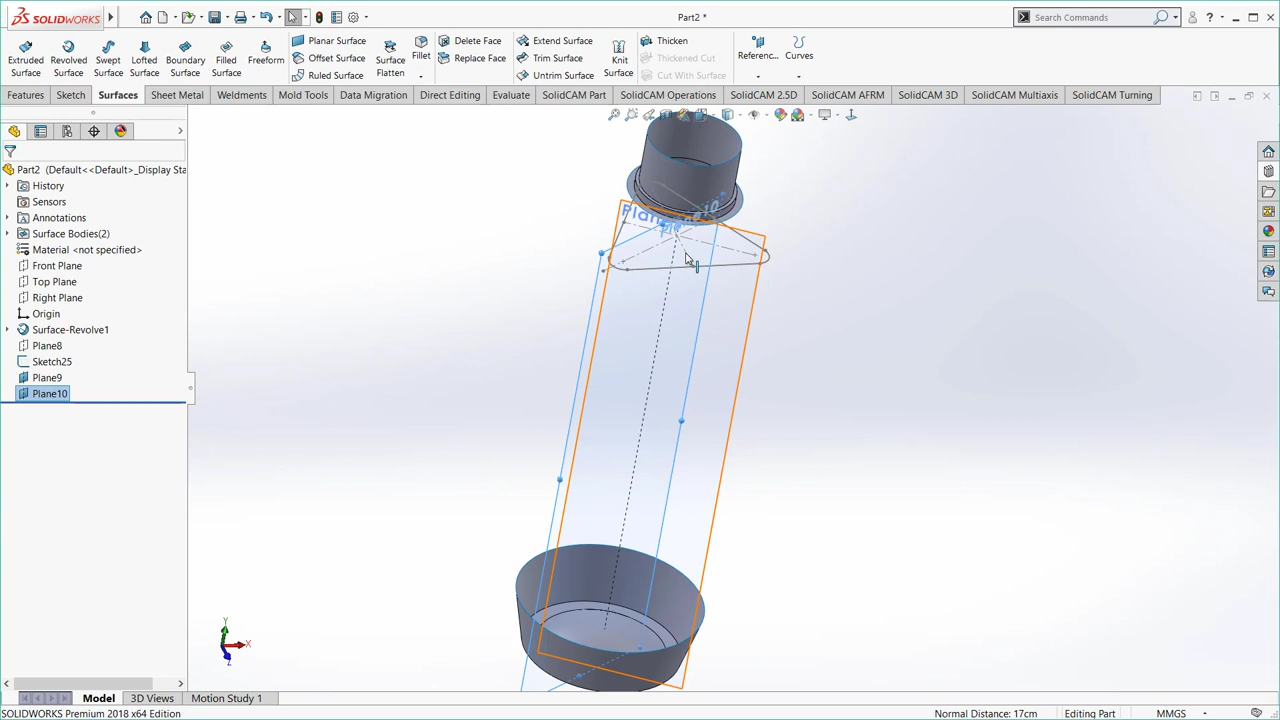 SOLIDWORKS
Part2 *
Search Commands
Extruded Surface
Revolved Surface
Swept Surface
Lofted Surface
Boundary Surface
Filled Surface
Freeform
Planar Surface
Offset Surface
Ruled Surface
Surface Flatten
Fillet
Delete Face
Replace Face
Extend Surface
Trim Surface
Untrim Surface
Knit Surface
Thicken
Thickened Cut
Cut With Surface
Referenc...
Curves
Features
Sketch
Surfaces
Sheet Metal
Weldments
Mold Tools
Data Migration
Direct Editing
Evaluate
SolidCAM Part
SolidCAM Operations
SolidCAM 2.5D
SolidCAM AFRM
SolidCAM 3D
SolidCAM Multiaxis
SolidCAM Turning
Part2 (Default<<Default>_Display Sta
History
Sensors
Annotations
Surface Bodies(2)
Material <not specified>
Front Plane
Top Plane
Right Plane
Origin
Surface-Revolve1
Plane8
Sketch25
Plane9
Plane10
Y
X
Z
Model
3D Views
Motion Study 1
SOLIDWORKS Premium 2018 x64 Edition
Normal Distance: 17cm
Editing Part
MMGS